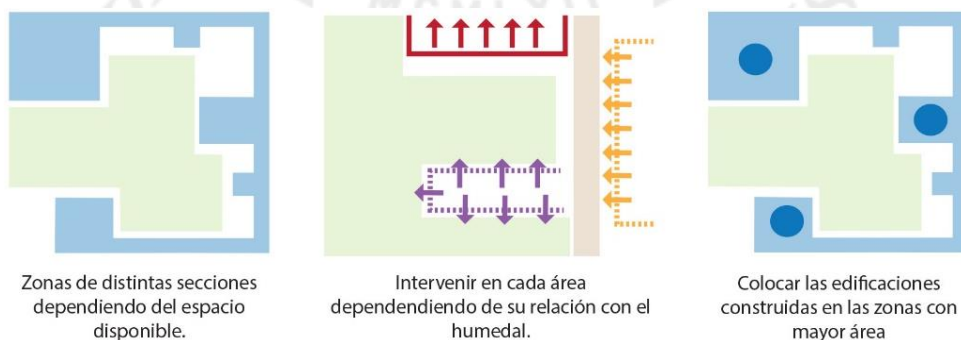 Zonas de distintas secciones
dependiendo del espacio
disponible.
Intervenir en cada área
dependendiendo de su relación con el
humedal.
Colocar las edificaciones
construidas en las zonas con
mayor área